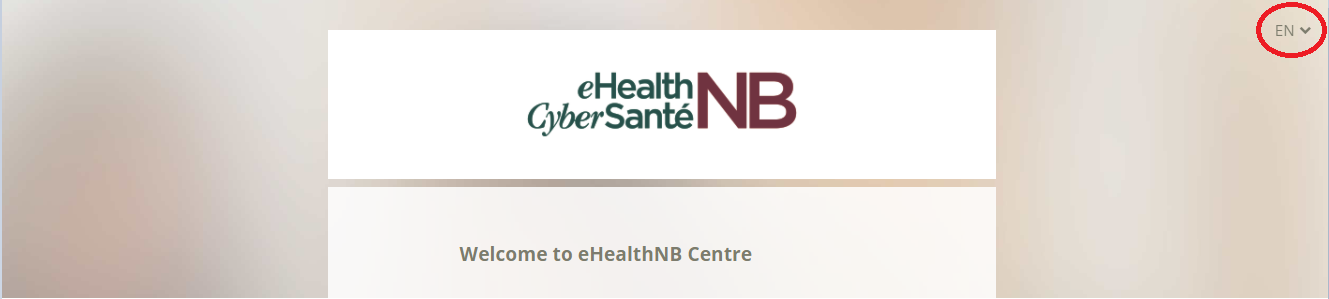 EN
eHealth NB
CyberSanté
Welcome to eHealthNB Centre